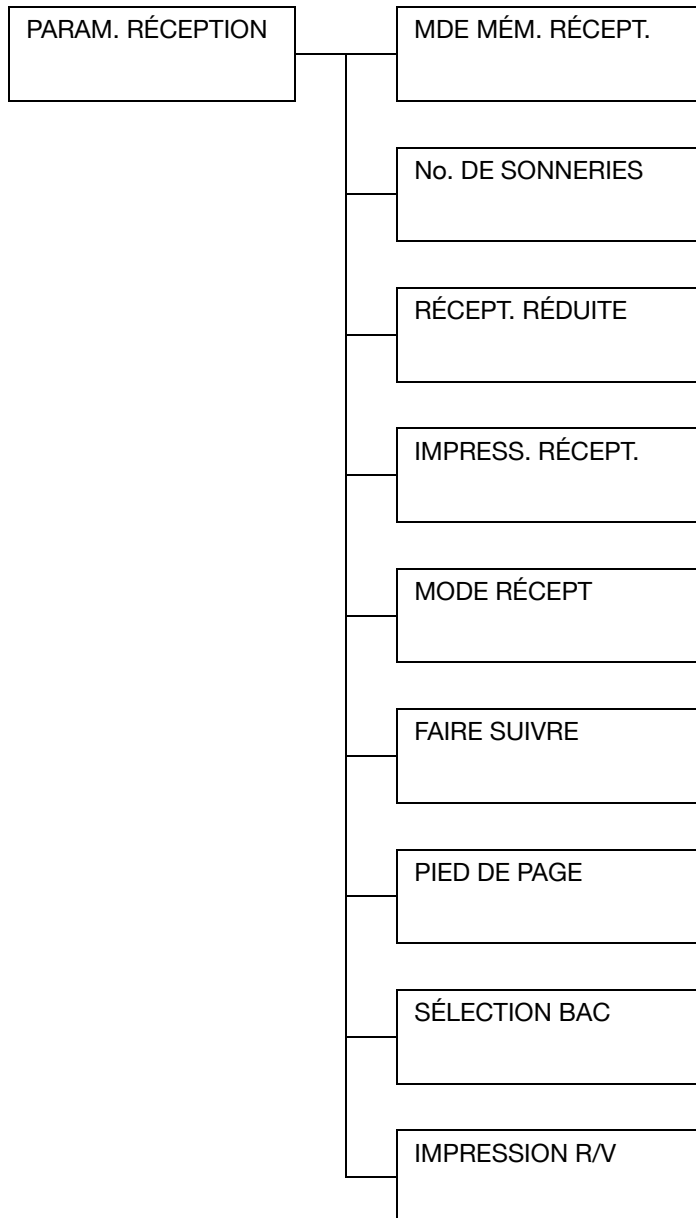 PARAM. RÉCEPTION
MDE MÉM. RÉCEPT.
No. DE SONNERIES
RÉCEPT. RÉDUITE
IMPRESS. RÉCEPT.
MODE RÉCEPT
FAIRE SUIVRE
PIED DE PAGE
SÉLECTION BAC
IMPRESSION R/V